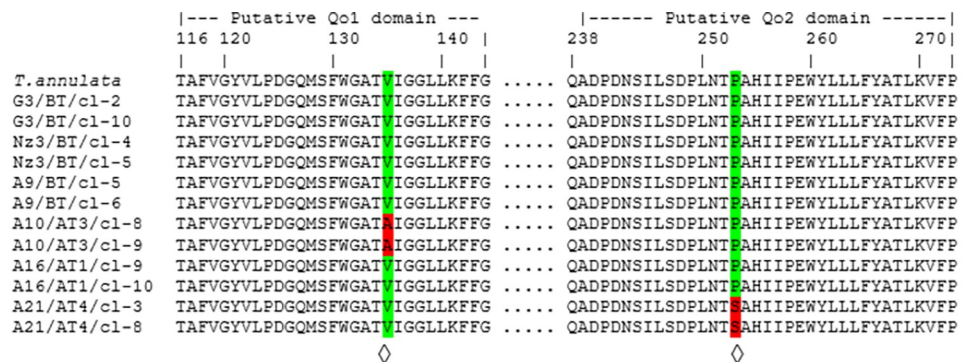 |--- Putative Qo1 domain --- |------ Putative Qo2 domain ------|
116 120 130 140 | 238 250 260 270|
T.annulata TAFVGYVLPDGQMSFWGATVIGGLLKFFG ..... QADPDNSILSDPLNTPAHIIPEWYLLLFYATLKVFP
G3/BT/cl-2 TAFVGYVLPDGQMSFWGATVIGGLLKFFG ..... QADPDNSILSDPLNTPAHIIPEWYLLLFYATLKVFP
G3/BT/cl-10 TAFVGYVLPDGQMSFWGATVIGGLLKFFG ..... QADPDNSILSDPLNTPAHIIPEWYLLLFYATLKVFP
Nz3/BT/cl-4 TAFVGYVLPDGQMSFWGATVIGGLLKFFG ..... QADPDNSILSDPLNTPAHIIPEWYLLLFYATLKVFP
Nz3/BT/cl-5 TAFVGYVLPDGQMSFWGATVIGGLLKFFG ..... QADPDNSILSDPLNTPAHIIPEWYLLLFYATLKVFP
A9/BT/cl-5 TAFVGYVLPDGQMSFWGATVIGGLLKFFG ..... QADPDNSILSDPLNTPAHIIPEWYLLLFYATLKVFP
A9/BT/cl-6 TAFVGYVLPDGQMSFWGATVIGGLLKFFG ..... QADPDNSILSDPLNTPAHIIPEWYLLLFYATLKVFP
A10/AT3/cl-8 TAFVGYVLPDGQMSFWGATAIGGLLKFFG ..... QADPDNSILSDPLNTPAHIIPEWYLLLFYATLKVFP
A10/AT3/cl-9 TAFVGYVLPDGQMSFWGATAIGGLLKFFG ..... QADPDNSILSDPLNTPAHIIPEWYLLLFYATLKVFP
A16/AT1/cl-9 TAFVGYVLPDGQMSFWGATVIGGLLKFFG ..... QADPDNSILSDPLNTPAHIIPEWYLLLFYATLKVFP
A16/AT1/cl-10 TAFVGYVLPDGQMSFWGATVIGGLLKFFG ..... QADPDNSILSDPLNTPAHIIPEWYLLLFYATLKVFP
A21/AT4/cl-3 TAFVGYVLPDGQMSFWGATVIGGLLKFFG ..... QADPDNSILSDPLNTSAHIIPEWYLLLFYATLKVFP
A21/AT4/cl-8 TAFVGYVLPDGQMSFWGATVIGGLLKFFG ..... QADPDNSILSDPLNTSAHIIPEWYLLLFYATLKVFP